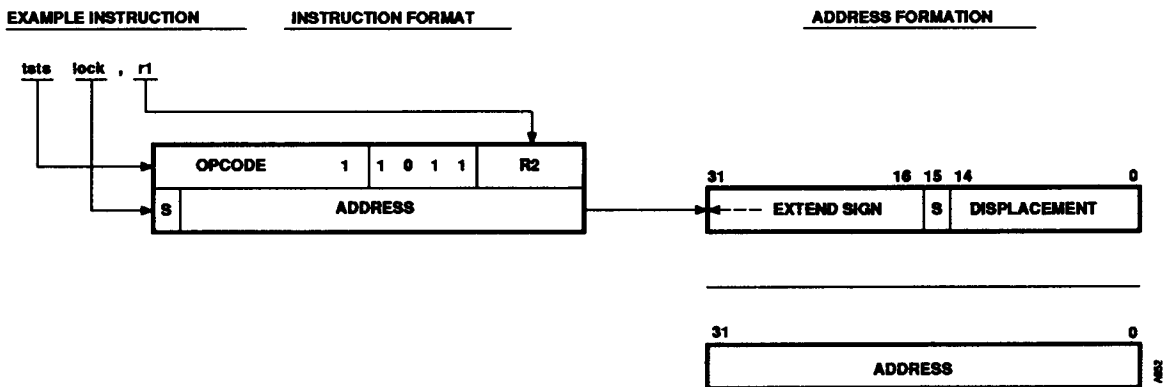 EXAMPLE INSTRUCTION INSTRUCTION FORMAT ADDRESS FORMATION
tsts lock , r1
OPCODE 1 1 0 1 1 R2
S ADDRESS
31 16 15 14 0
EXTEND SIGN S DISPLACEMENT
31 0
ADDRESS